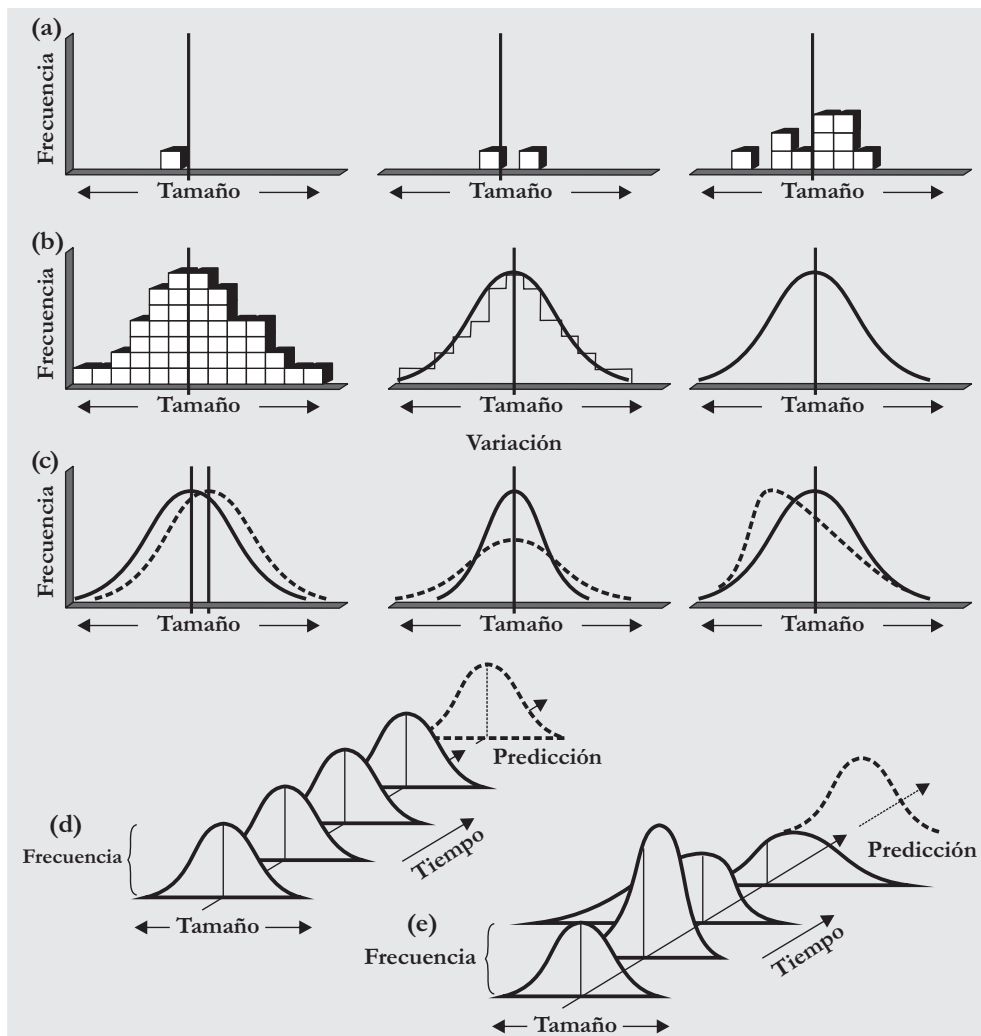 (a)
Frecuencia
Tamaño
Tamaño
Tamaño
(b)
Frecuencia
Tamaño
Tamaño
Tamaño
Variación
(c)
Frecuencia
Tamaño
Tamaño
Tamaño
Predicción
(d)
Frecuencia
Tiempo
Tamaño
Predicción
(e)
Frecuencia
Tiempo
Tamaño